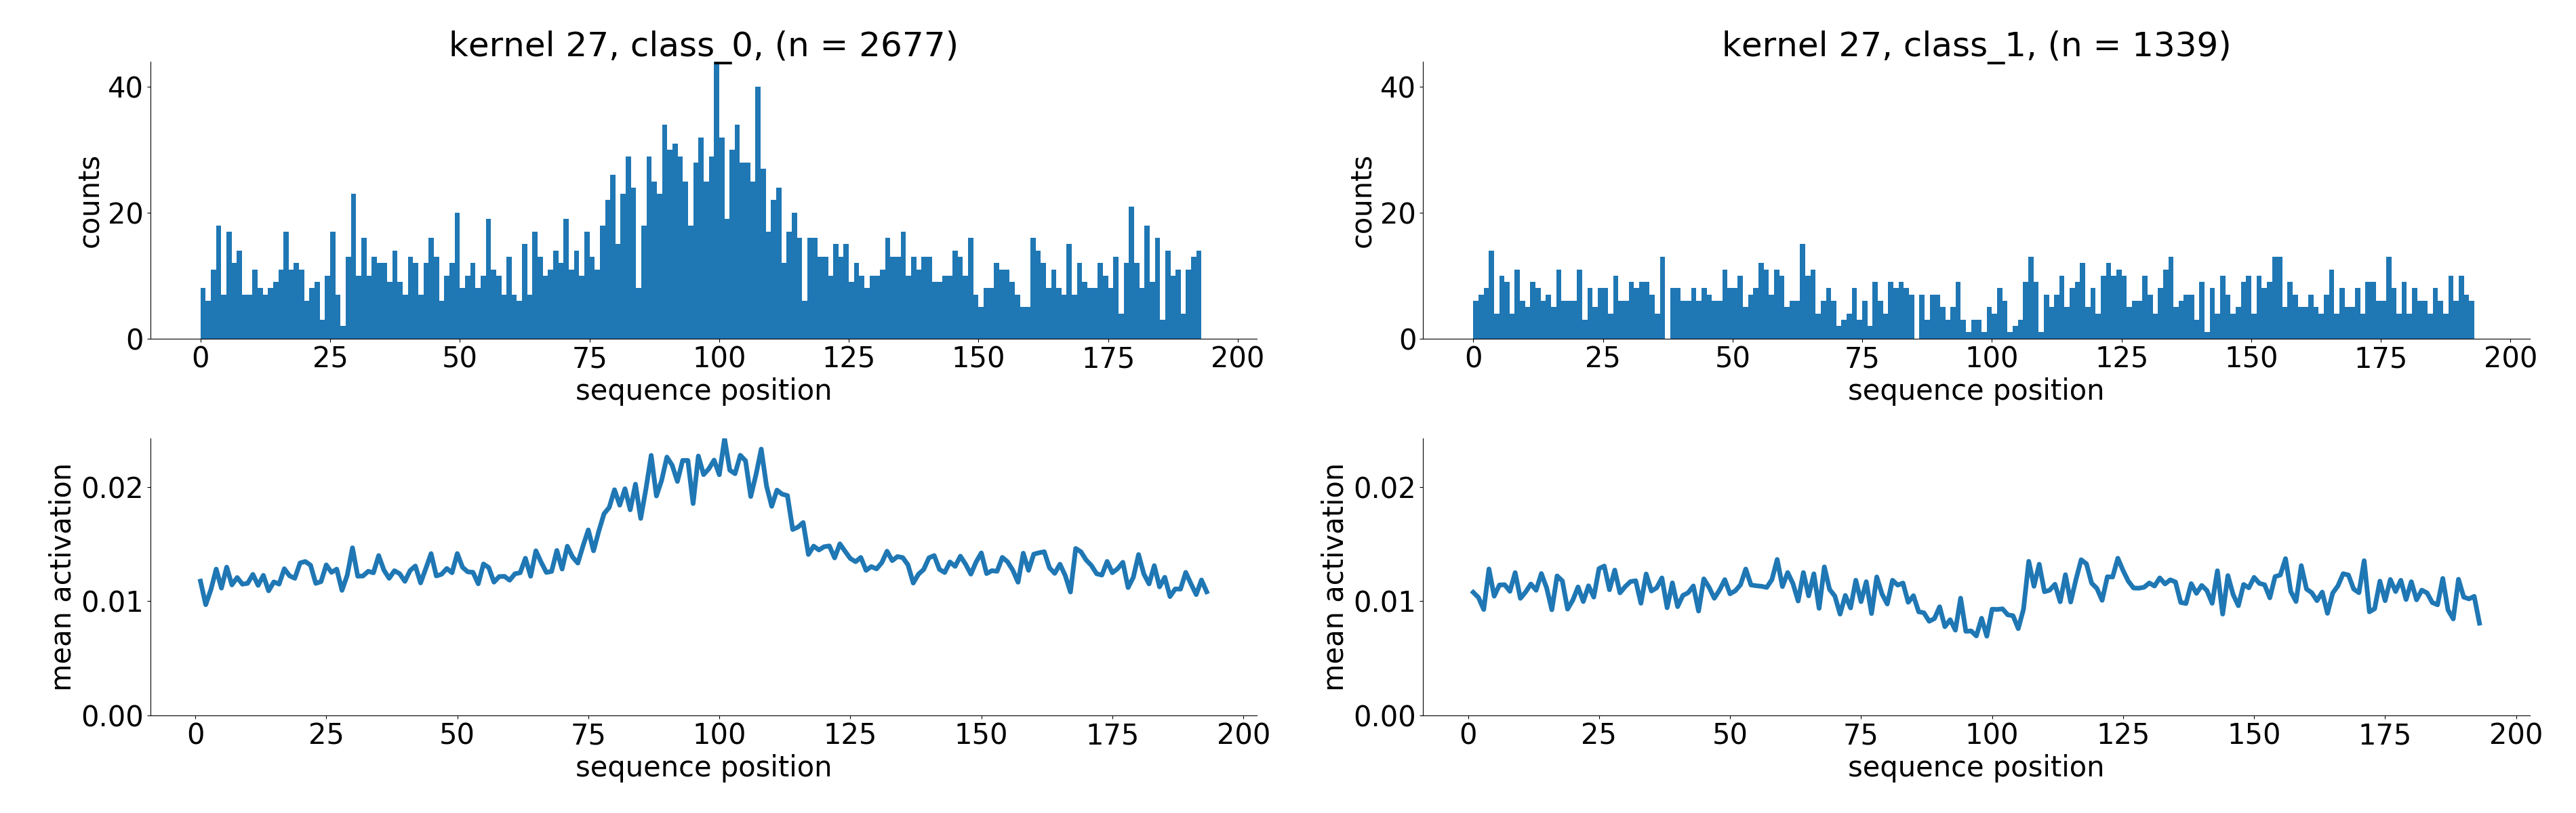 kernel 27, class_0, (n = 2677)
counts
40
20
0
0 25 50 75 100 125 150 175 200
sequence position
kernel 27, class_1, (n = 1339)
counts
40
20
0
0 25 50 75 100 125 150 175 200
sequence position
mean activation
0.02
0.01
0.00
0 25 50 75 100 125 150 175 200
sequence position
mean activation
0.02
0.01
0.00
0 25 50 75 100 125 150 175 200
sequence position